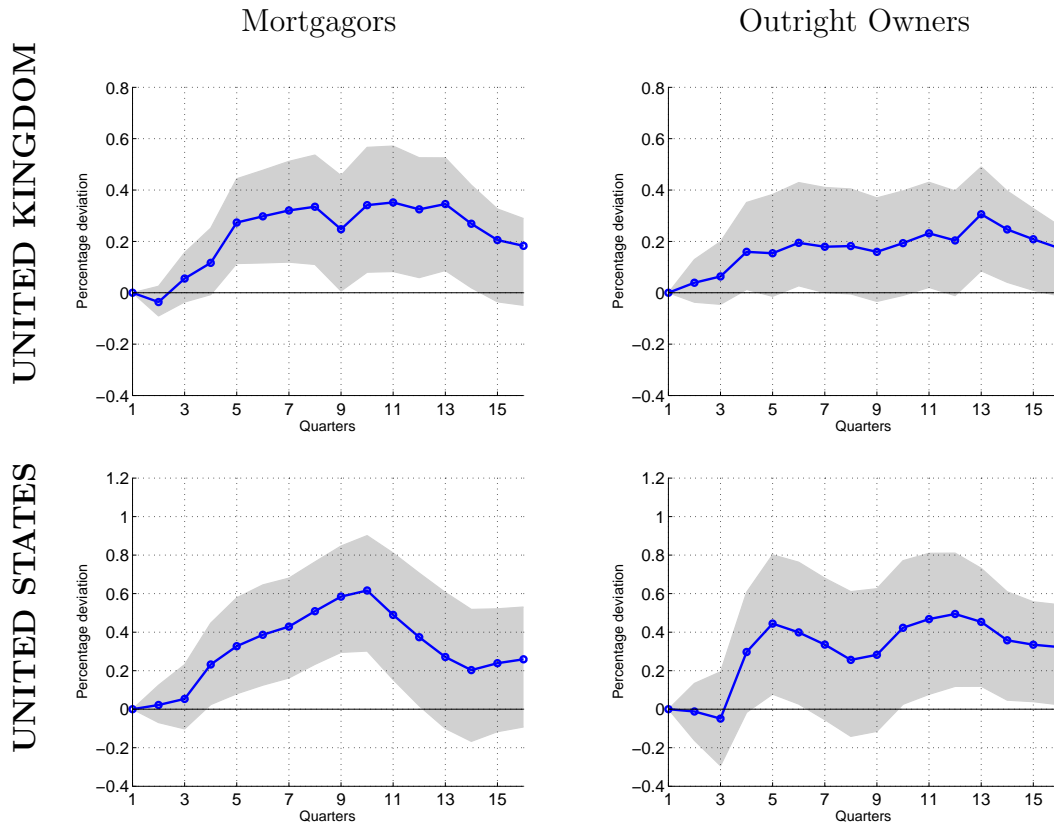 Mortgagors
Outright Owners
UNITED KINGDOM
Percentage deviation
0.8
0.6
0.4
0.2
0
−0.2
−0.4
1 3 5 7 9 11 13 15
Quarters
Percentage deviation
0.8
0.6
0.4
0.2
0
−0.2
−0.4
1 3 5 7 9 11 13 15
Quarters
UNITED STATES
Percentage deviation
1.2
1
0.8
0.6
0.4
0.2
0
−0.2
−0.4
1 3 5 7 9 11 13 15
Quarters
Percentage deviation
1.2
1
0.8
0.6
0.4
0.2
0
−0.2
−0.4
1 3 5 7 9 11 13 15
Quarters